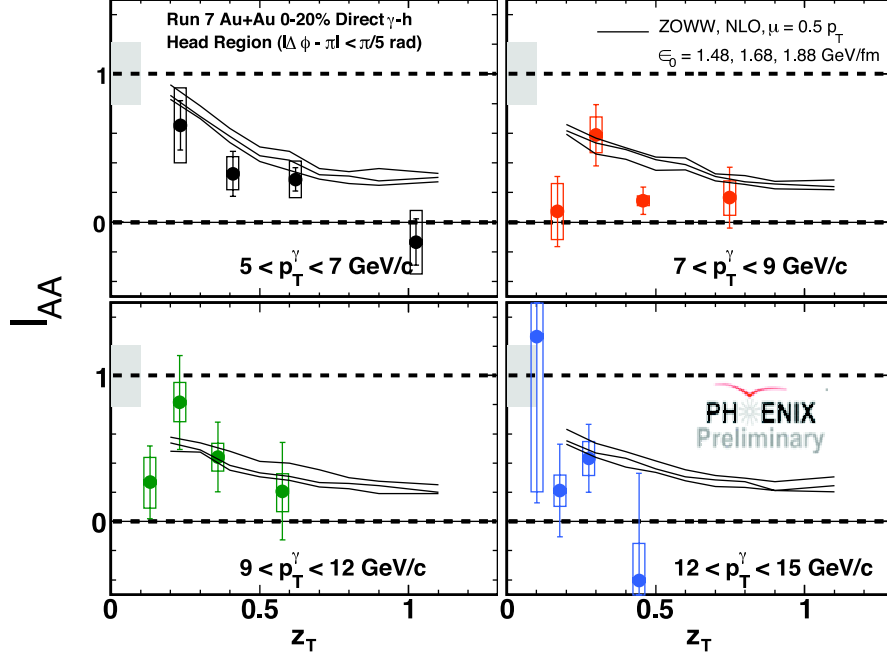 Run 7 Au+Au 0-20% Direct γ-h
Head Region (|Δ ϕ - π| < π/5 rad)
ZOWW, NLO, μ = 0.5 p_T
∈_0 = 1.48, 1.68, 1.88 GeV/fm
1
0
5 < p_T^γ < 7 GeV/c
7 < p_T^γ < 9 GeV/c
I_AA
1
0
PHENIX
Preliminary
9 < p_T^γ < 12 GeV/c
12 < p_T^γ < 15 GeV/c
0 0.5 1 0 0.5 1
z_T z_T